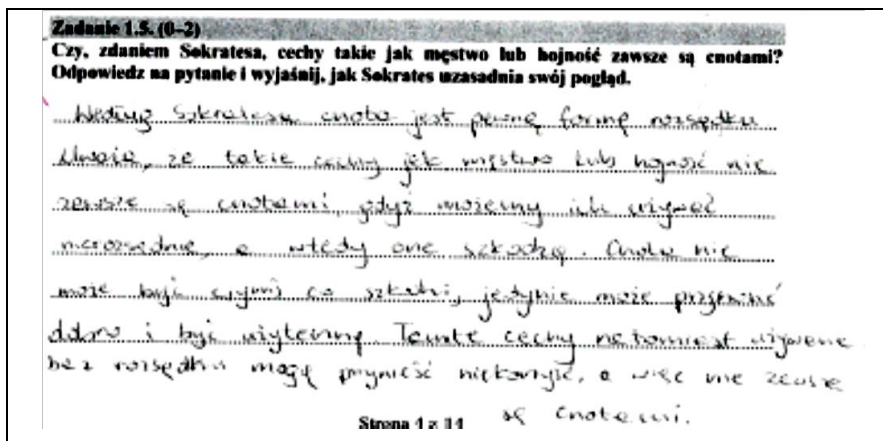 Zadanie 1.5. (0–2)
Czy, zdaniem Sokratesa, cechy takie jak męstwo lub hojność zawsze są cnotami?
Odpowiedz na pytanie i wyjaśnij, jak Sokrates uzasadnia swój pogląd.
Według Sokratesa cnota jest pewną formą rozsądku
Uważa, że takie cechy jak męstwo lub hojność nie
zawsze są cnotami, gdyż możemy ich używać
nierozsądnie, a wtedy one szkodzą. Cnota nie
może być czymś co szkodzi, jedynie może przynosić
dobro i być użyteczną. Tamte cechy natomiast używane
bez rozsądku mogą przynieść niekorzyść, a więc nie zawsze
są cnotami.
Strona 4 z 14